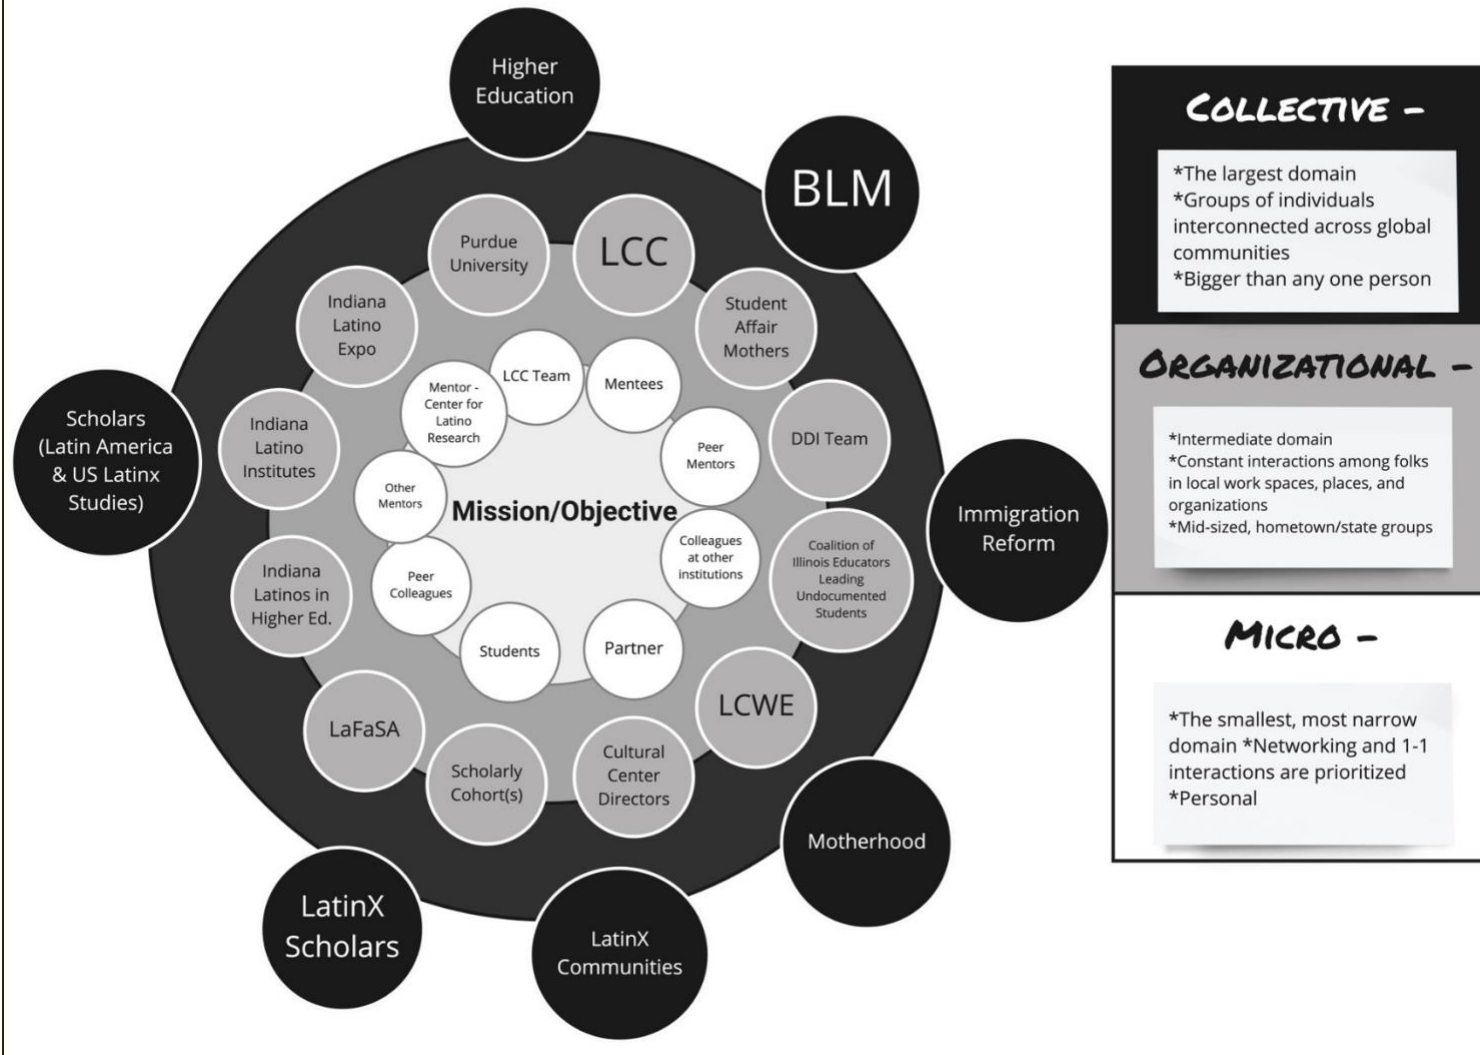 Higher
Education
BLM
Immigration
Reform
Motherhood
LatinX
Communities
LatinX
Scholars
Scholars
(Latin America
& US Latinx
Studies)
Purdue
University
LCC
Student
Affair
Mothers
DDI Team
Coalition of
Illinois Educators
Leading
Undocumented
Students
LCWE
Cultural
Center
Directors
Scholarly
Cohort(s)
LaFaSA
Indiana
Latinos in
Higher Ed.
Indiana
Latino
Institutes
Indiana
Latino
Expo
LCC Team
Mentees
Peer
Mentors
Colleagues
at other
institutions
Partner
Students
Peer
Colleagues
Other
Mentors
Mentor -
Center for
Latino
Research
Mission/Objective
COLLECTIVE -
*The largest domain
*Groups of individuals
interconnected across global
communities
*Bigger than any one person
ORGANIZATIONAL -
*Intermediate domain
*Constant interactions among folks
in local work spaces, places, and
organizations
*Mid-sized, hometown/state groups
MICRO -
*The smallest, most narrow
domain *Networking and 1-1
interactions are prioritized
*Personal